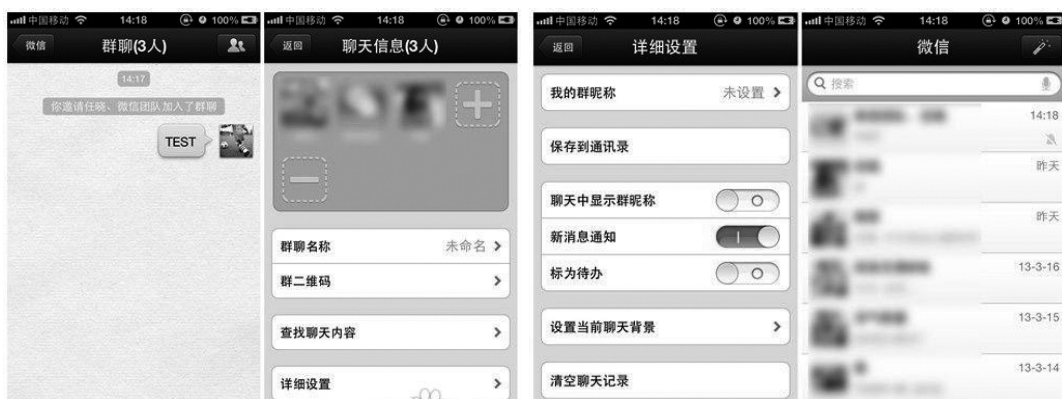 中国移动 14:18 100%
微信 群聊(3人)
14:17
你邀请任晓、微信团队加入了群聊
TEST
中国移动 14:18 100%
返回 聊天信息(3人)
群聊名称 未命名
群二维码
查找聊天内容
详细设置
中国移动 14:18 100%
返回 详细设置
我的群昵称 未设置
保存到通讯录
聊天中显示群昵称
新消息通知
标为待办
设置当前聊天背景
清空聊天记录
中国移动 14:18 100%
微信
搜索
14:18
昨天
昨天
13-3-16
13-3-15
13-3-14